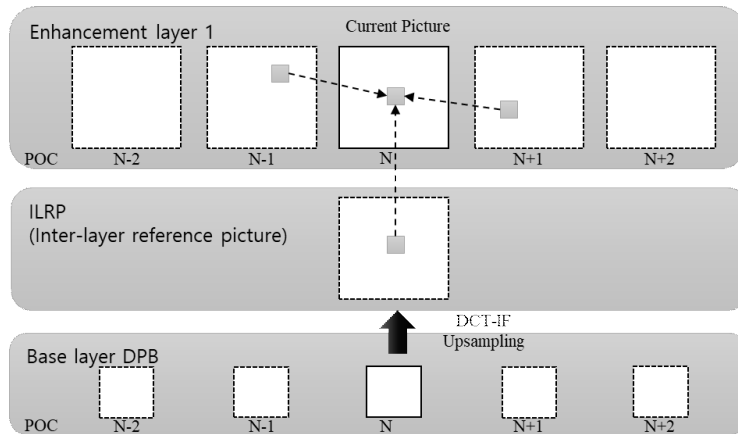 Current Picture
Enhancement layer 1
POC N-2 N-1 N N+1 N+2
ILRP
(Inter-layer reference picture)
DCT-IF
Upsampling
Base layer DPB
POC N-2 N-1 N N+1 N+2